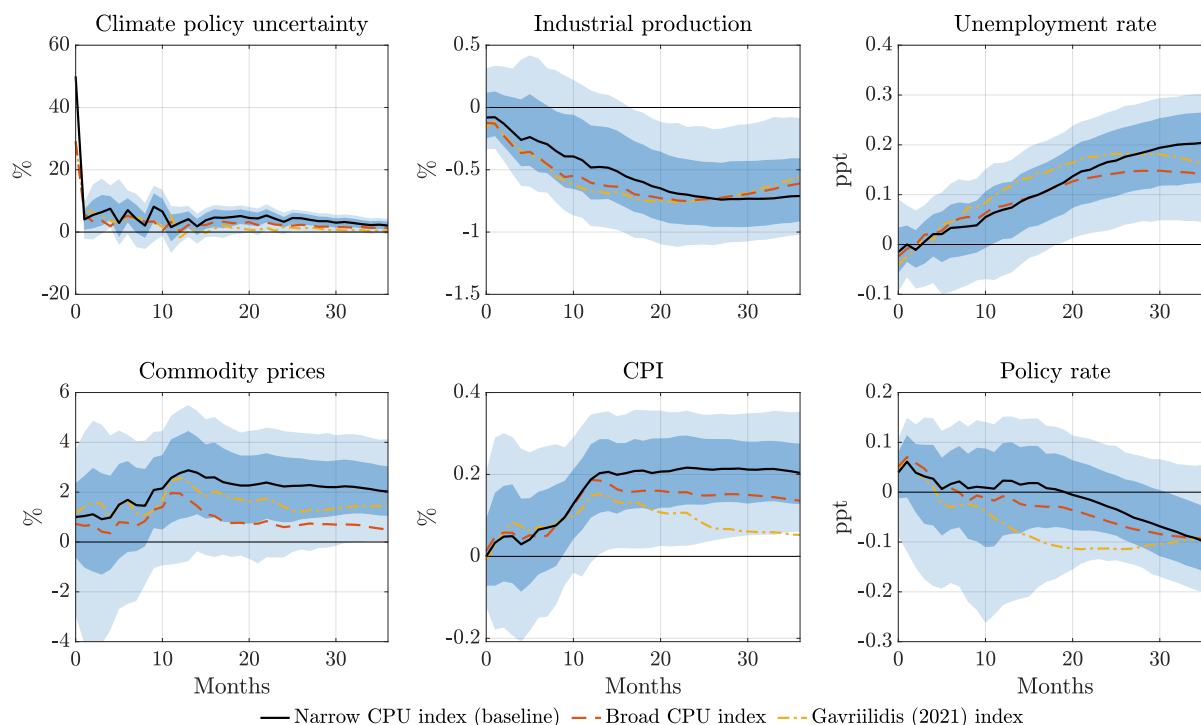 Climate policy uncertainty
Industrial production
Unemployment rate
60
40
20
0
-20
%
0 10 20 30
0.5
0
-0.5
-1
-1.5
%
0 10 20 30
0.4
0.3
0.2
0.1
0
-0.1
ppt
0 10 20 30
Commodity prices
CPI
Policy rate
6
4
2
0
-2
-4
%
0 10 20 30
Months
0.4
0.2
0
-0.2
%
0 10 20 30
Months
0.2
0.1
0
-0.1
-0.2
-0.3
ppt
0 10 20 30
Months
Narrow CPU index (baseline) Broad CPU index Gavriilidis (2021) index